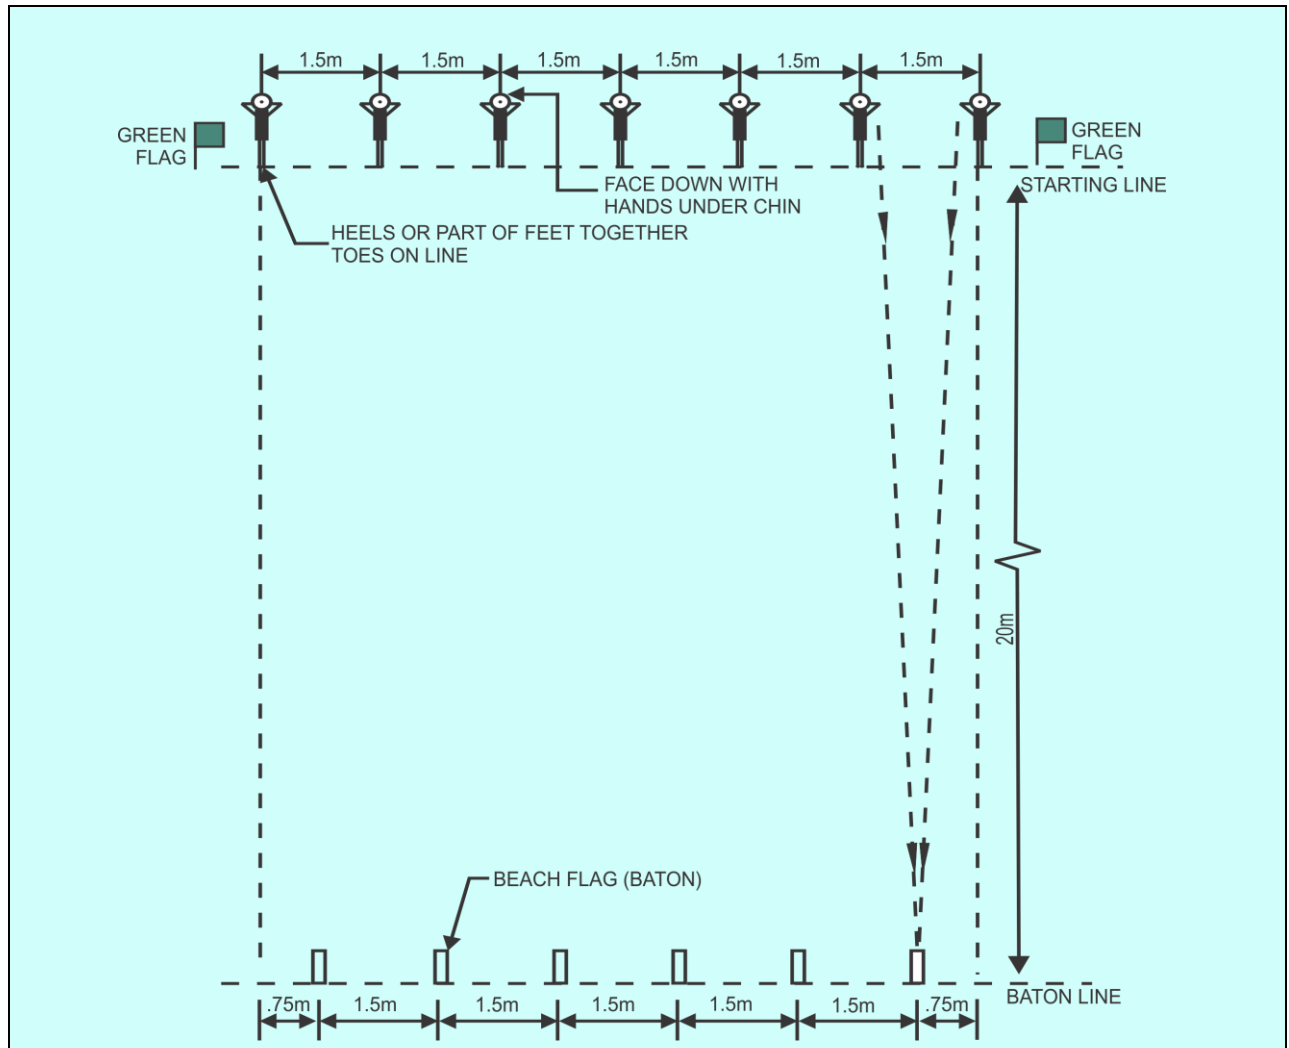 1.5m 1.5m 1.5m 1.5m 1.5m 1.5m
GREEN
FLAG
GREEN
FLAG
STARTING LINE
FACE DOWN WITH
HANDS UNDER CHIN
HEELS OR PART OF FEET TOGETHER
TOES ON LINE
20m
BEACH FLAG (BATON)
BATON LINE
.75m 1.5m 1.5m 1.5m 1.5m 1.5m .75m